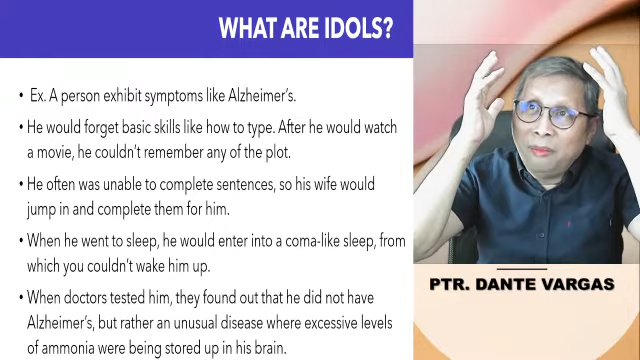 WHAT ARE IDOLS?
• Ex. A person exhibit symptoms like Alzheimer's.
• He would forget basic skills like how to type. After he would watch
a movie, he couldn't remember any of the plot.
• He often was unable to complete sentences, so his wife would
jump in and complete them for him.
• When he went to sleep, he would enter into a coma-like sleep, from
which you couldn't wake him up.
• When doctors tested him, they found out that he did not have
Alzheimer's, but rather an unusual disease where excessive levels
of ammonia were being stored up in his brain.
PTR. DANTE VARGAS